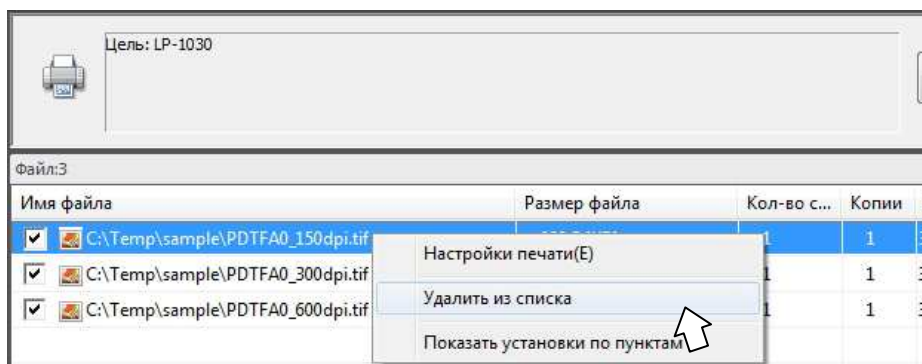 Цель: LP-1030
Файл:3
Имя файла Размер файла Кол-во с... Копии
C:\Temp\sample\PDTFA0_150dpi.tif 1 1
C:\Temp\sample\PDTFA0_300dpi.tif 1 1
C:\Temp\sample\PDTFA0_600dpi.tif 1 1
Настройки печати(E)
Удалить из списка
Показать установки по пунктам